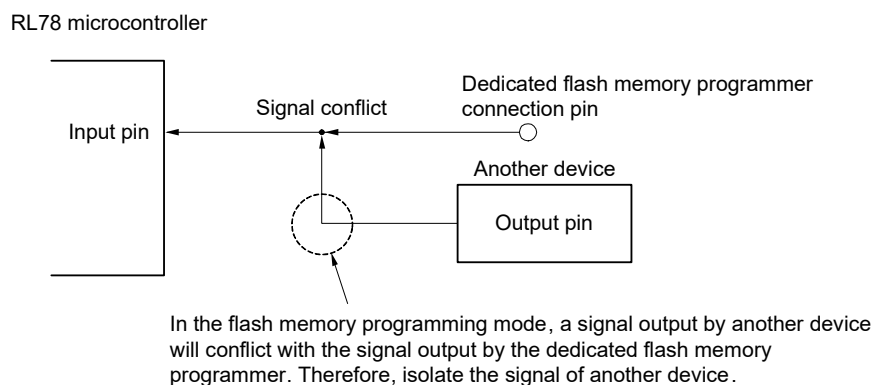 RL78 microcontroller
Dedicated flash memory programmer
connection pin
Signal conflict
Input pin
Another device
Output pin
In the flash memory programming mode, a signal output by another device
will conflict with the signal output by the dedicated flash memory
programmer. Therefore, isolate the signal of another device.